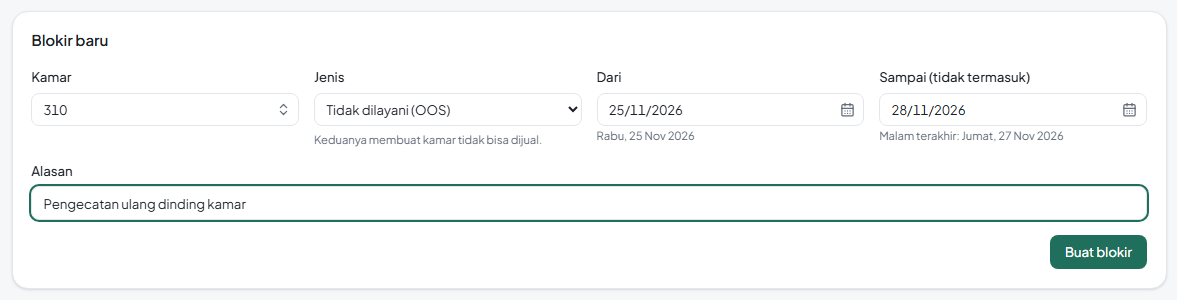 Blokir baru
Kamar
Jenis
Dari
Sampai (tidak termasuk)
310
Tidak dilayani (OOS)
25/11/2026
28/11/2026
Keduanya membuat kamar tidak bisa dijual.
Rabu, 25 Nov 2026
Malam terakhir: Jumat, 27 Nov 2026
Alasan
Pengecatan ulang dinding kamar
Buat blokir